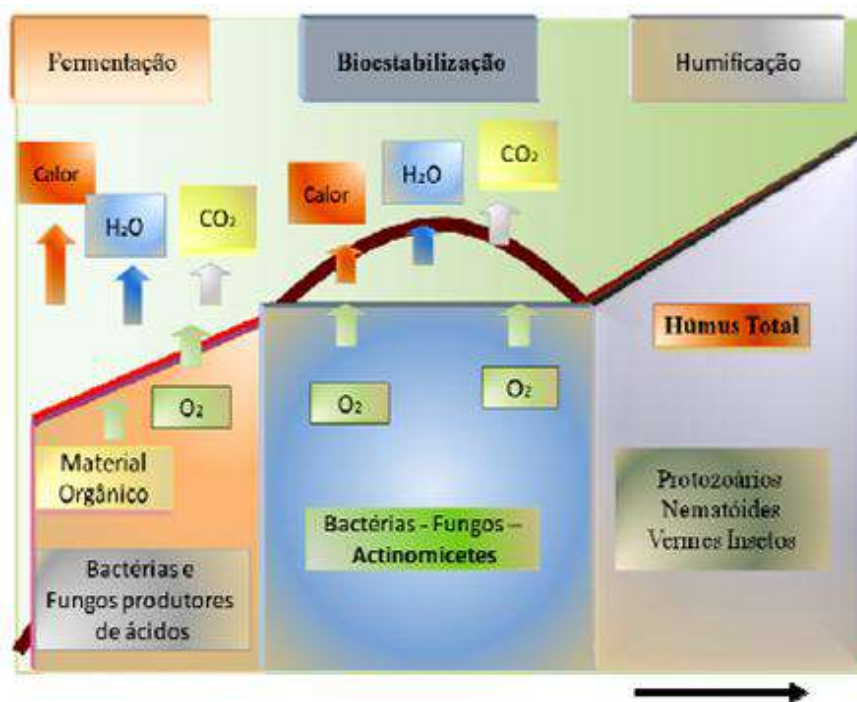 Fermentação
Bioestabilização
Humificação
Calor
H₂O
CO₂
Calor
H₂O
CO₂
Húmus Total
O₂
O₂
O₂
Material
Orgânico
Bactérias e
Fungos produtores
de ácidos
Bactérias - Fungos –
Actinomicetes
Protozoários
Nematóides
Vermes Insetos